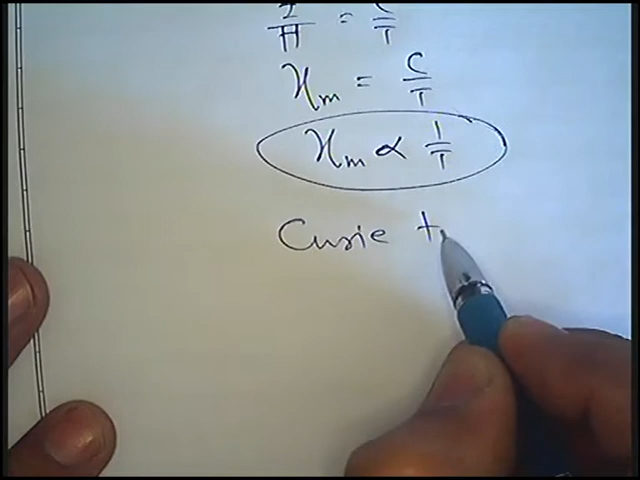 I/H = C/T
χm = C/T
χm ∝ 1/T
Curie t